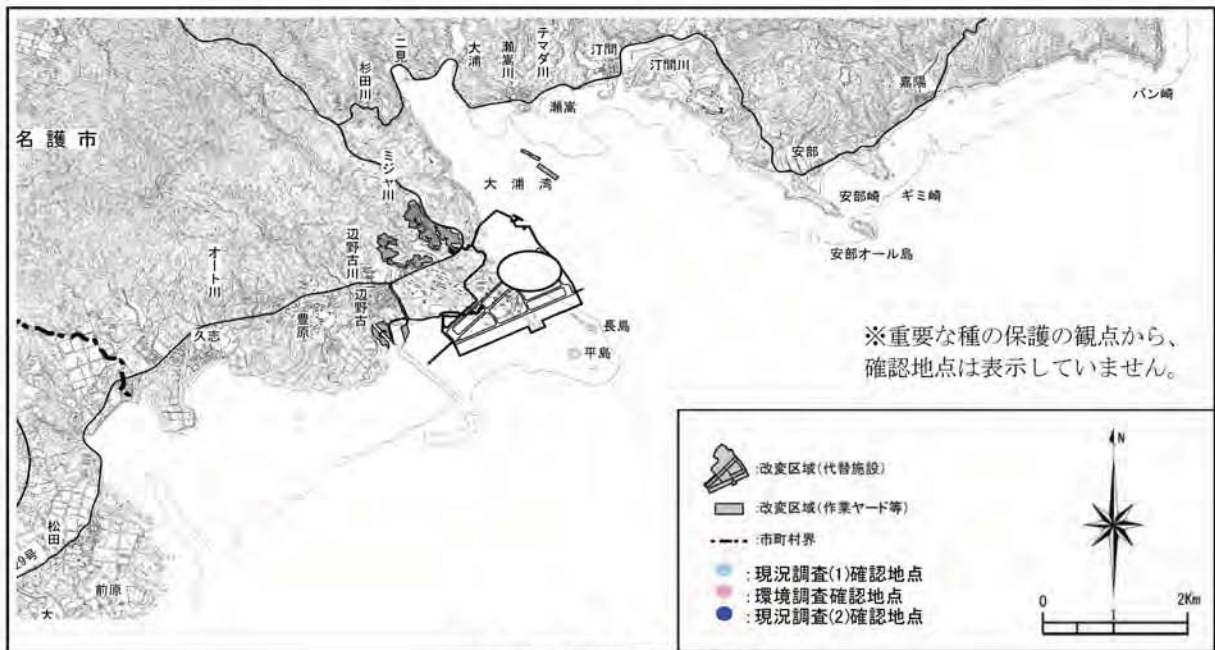 名護市
杉田川
二見
大浦
瀬嵩川
テマダ川
汀間
汀間川
瀬嵩
嘉陽
バン崎
安部
安部崎
ギミ崎
安部オール島
大浦湾
ミジャ川
辺野古川
辺野古
オート川
久志
豊原
長島
平島
松田
29号
前原
大
※重要な種の保護の観点から、
確認地点は表示していません。
:改変区域(代替施設)
:改変区域(作業ヤード等)
:市町村界
:現況調査(1)確認地点
:環境調査確認地点
:現況調査(2)確認地点
N
0 2Km